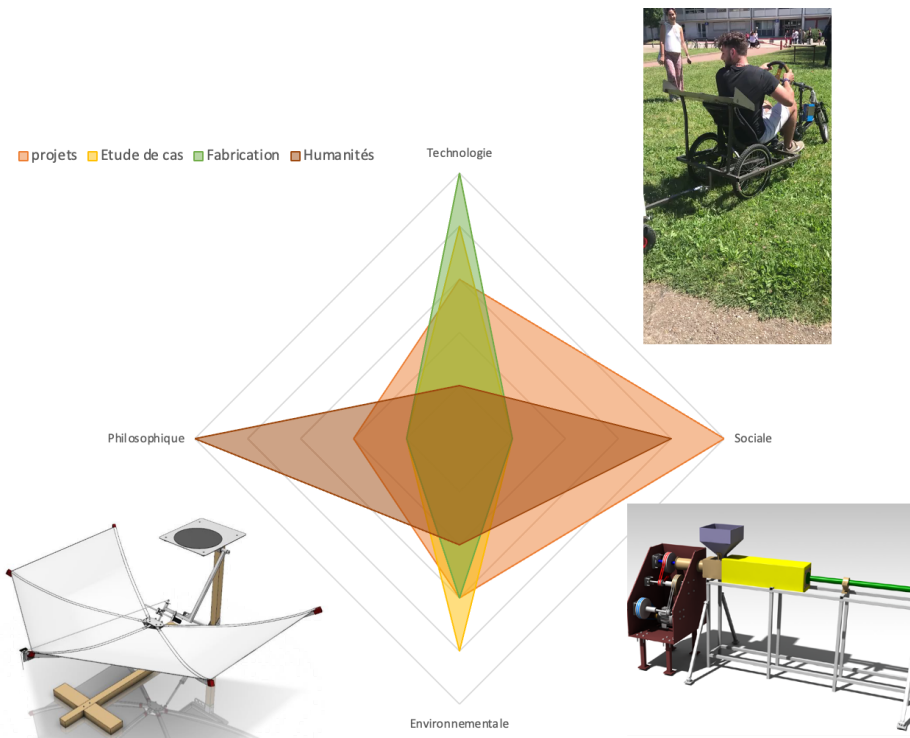 projets Etude de cas Fabrication Humanités
Technologie
Philosophique
Sociale
Environnementale